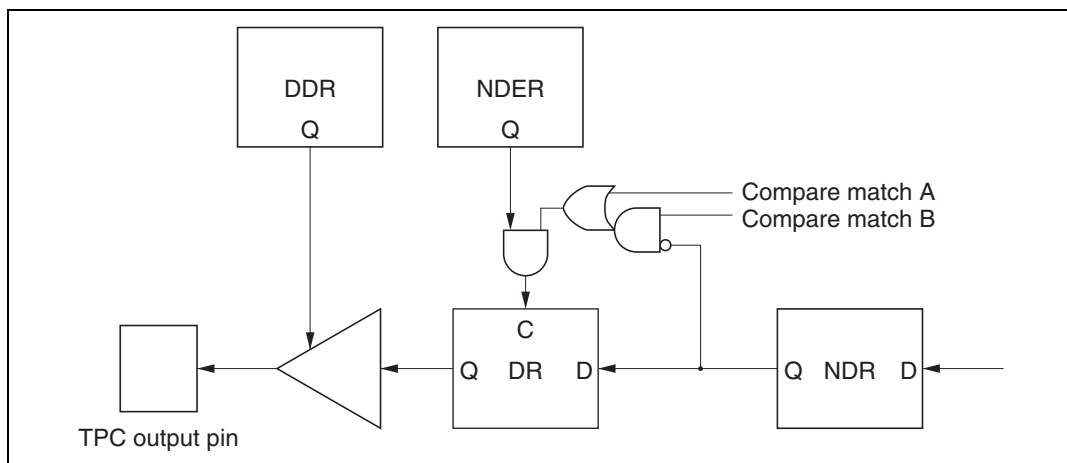 DDR
Q
NDER
Q
Compare match A
Compare match B
C
Q DR D
Q NDR D
TPC output pin